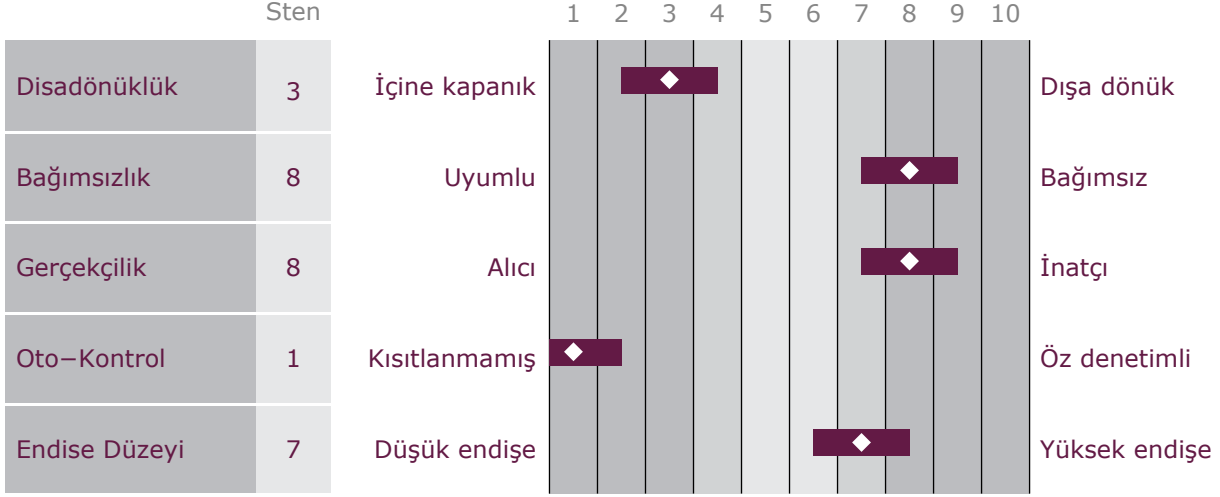 Sten 1 2 3 4 5 6 7 8 9 10
Disadönüklük 3 İçine kapanık Dışa dönük
Bağımsızlık 8 Uyumlu Bağımsız
Gerçekçilik 8 Alıcı İnatçı
Oto−Kontrol 1 Kısıtlanmamış Öz denetimli
Endise Düzeyi 7 Düşük endişe Yüksek endişe